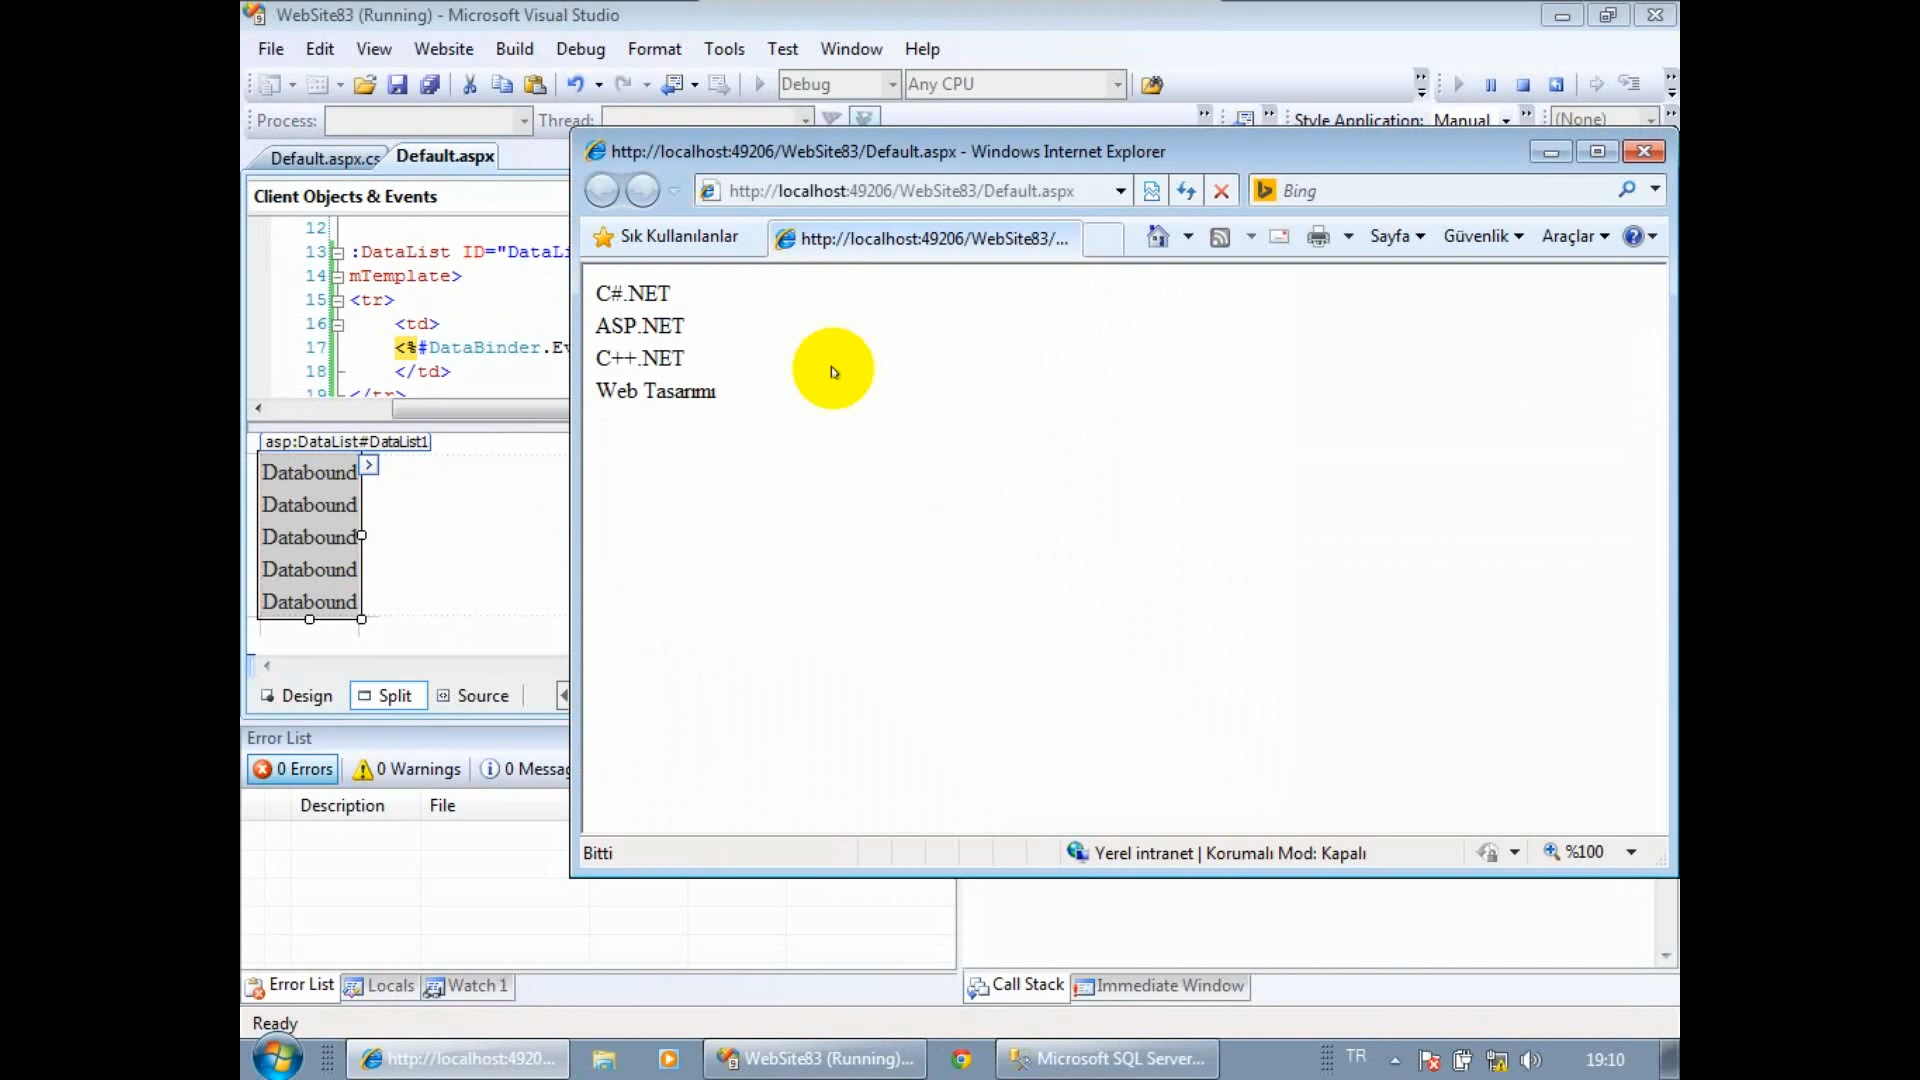 WebSite83 (Running) - Microsoft Visual Studio
File Edit View Website Build Debug Format Tools Test Window Help
Debug Any CPU
Process: Thread: Style Application: Manual (None)
Default.aspx.cs Default.aspx
Client Objects & Events
12
13 :DataList ID="DataLi
14 mTemplate>
15 <tr>
16 <td>
17 <%#DataBinder.Ev
18 </td>
19 </tr>
asp:DataList#DataList1
Databound
Databound
Databound
Databound
Databound
Design Split Source
Error List
0 Errors 0 Warnings 0 Messag
Description File
http://localhost:49206/WebSite83/Default.aspx - Windows Internet Explorer
http://localhost:49206/WebSite83/Default.aspx Bing
Sık Kullanılanlar http://localhost:49206/WebSite83/... Sayfa Güvenlik Araçlar
C#.NET
ASP.NET
C++.NET
Web Tasarımı
Bitti Yerel intranet | Korumalı Mod: Kapalı %100
Error List Locals Watch 1 Call Stack Immediate Window
Ready
http://localhost:4920... WebSite83 (Running)... Microsoft SQL Server... TR 19:10